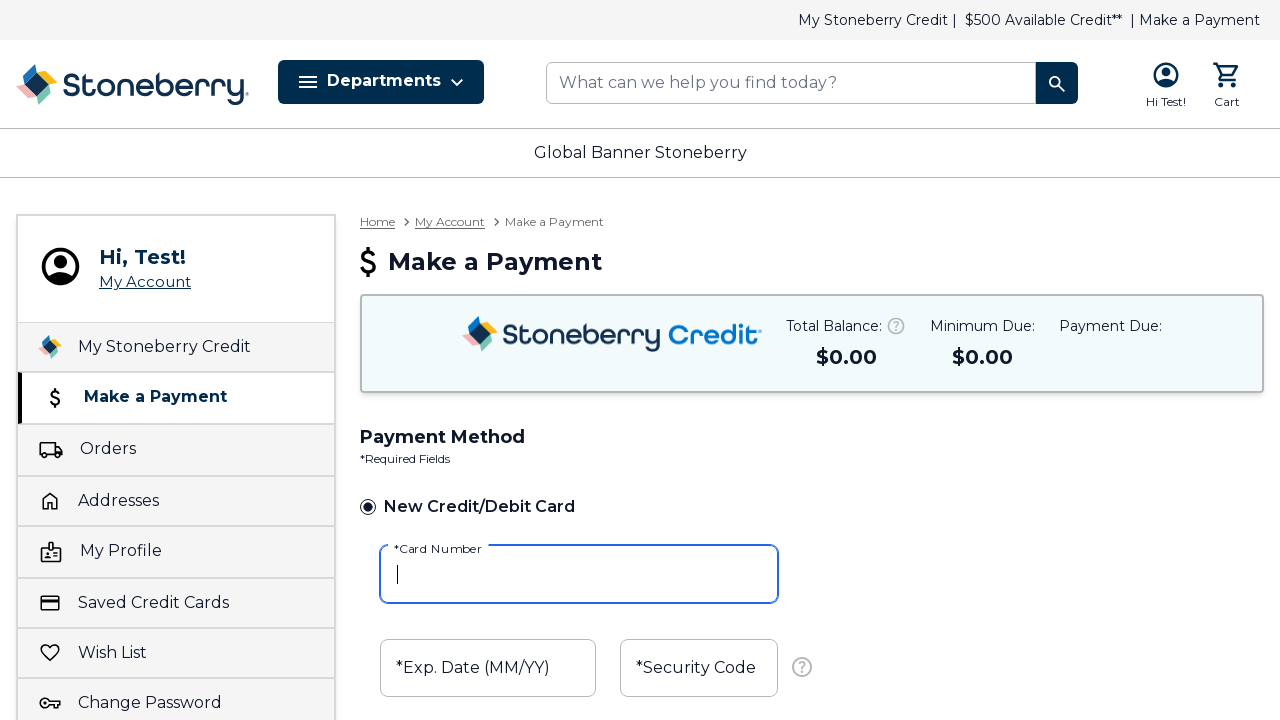 My Stoneberry Credit | $500 Available Credit** | Make a Payment
Stoneberry®
Departments
What can we help you find today?
Hi Test!
Cart
Global Banner Stoneberry
Hi, Test!
My Account
My Stoneberry Credit
Make a Payment
Orders
Addresses
My Profile
Saved Credit Cards
Wish List
Change Password
Home > My Account > Make a Payment
$ Make a Payment
Stoneberry Credit
Total Balance: ? Minimum Due: Payment Due:
$0.00 $0.00
Payment Method
*Required Fields
New Credit/Debit Card
*Card Number
*Exp. Date (MM/YY) *Security Code ?